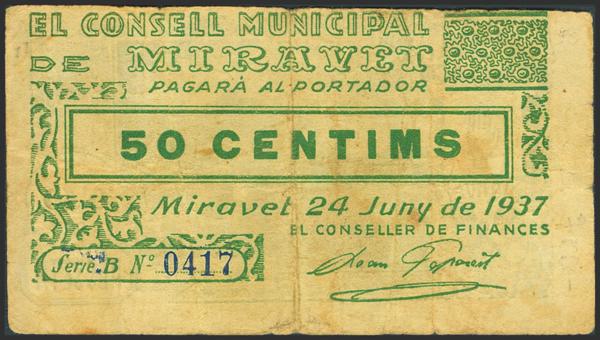 EL CONSELL MUNICIPAL
DE MIRAVET
PAGARÀ AL PORTADOR
50 CENTIMS
Miravet 24 Juny de 1937
EL CONSELLER DE FINANCES
Serie B Nº 0417
Joan